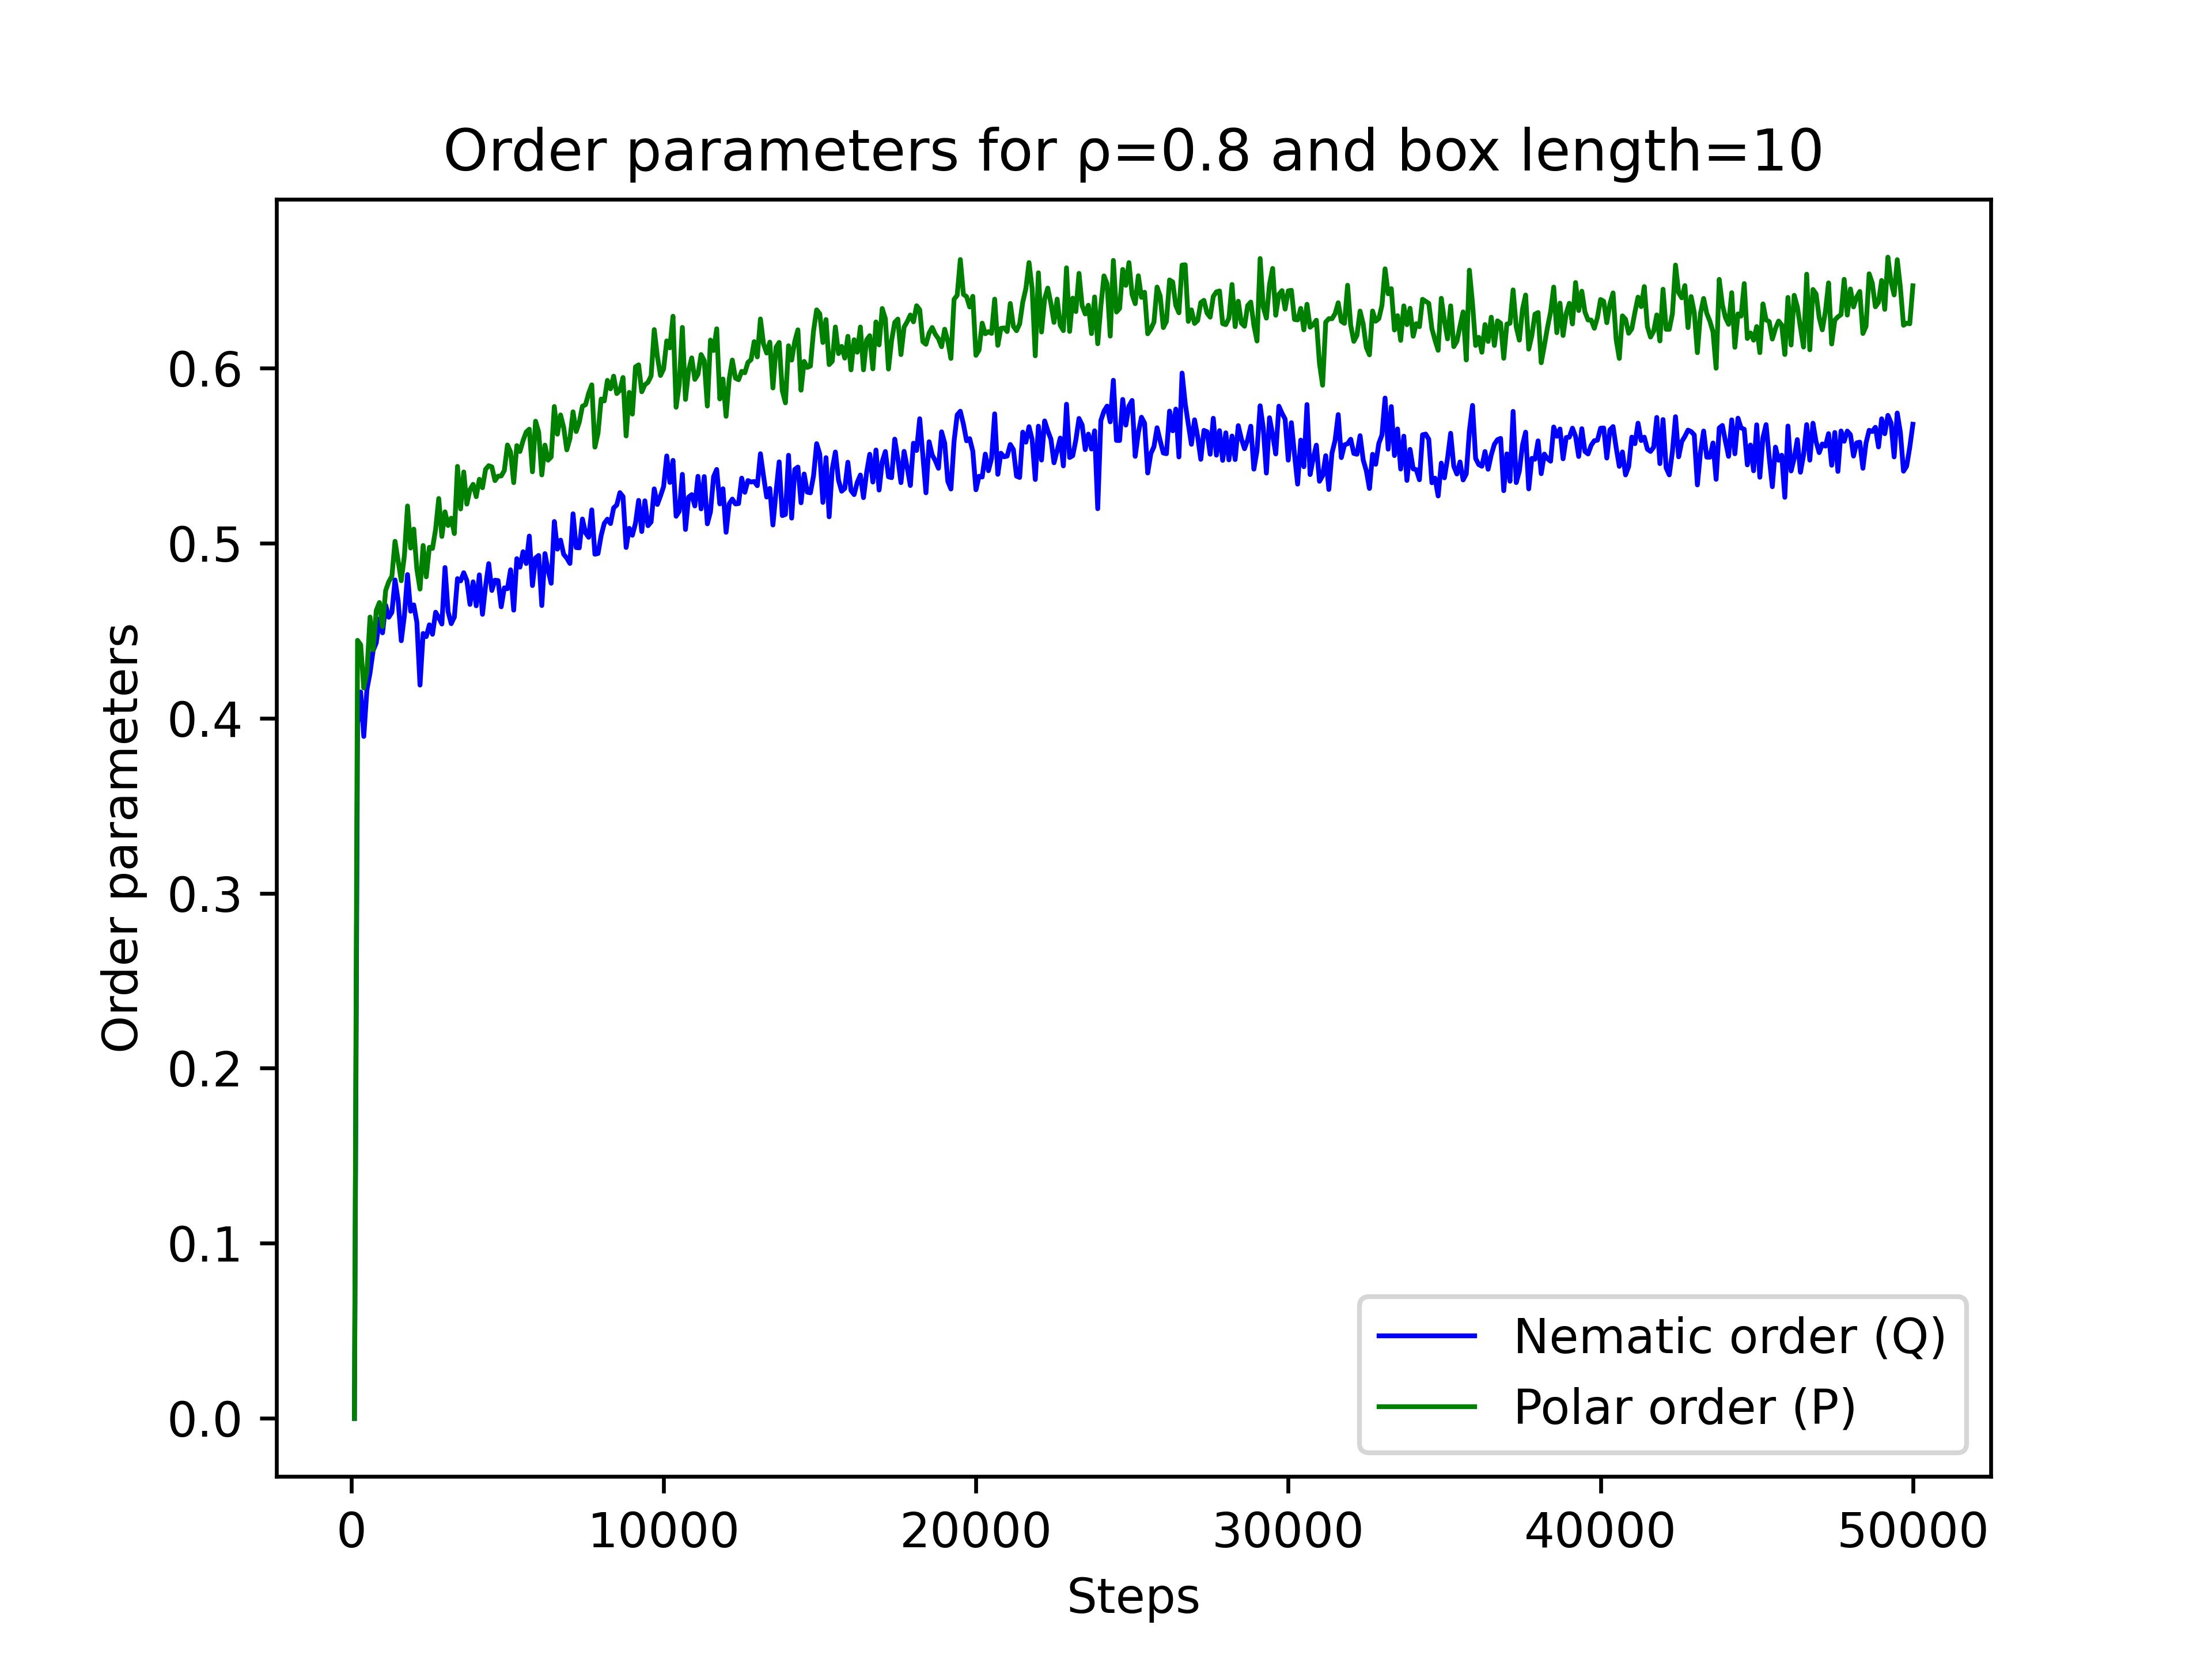 Order parameters for ρ=0.8 and box length=10
Order parameters
0.6
0.5
0.4
0.3
0.2
0.1
0.0
Nematic order (Q)
Polar order (P)
0 10000 20000 30000 40000 50000
Steps